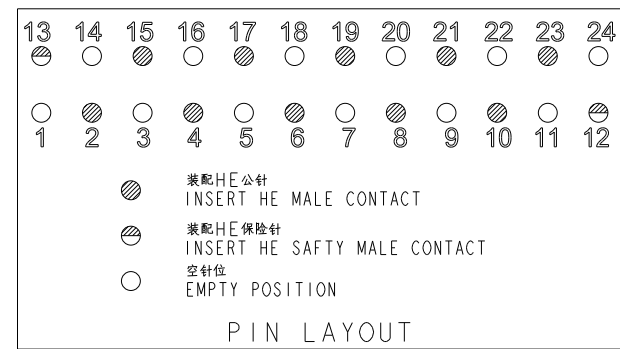 13 14 15 16 17 18 19 20 21 22 23 24
1 2 3 4 5 6 7 8 9 10 11 12
装配HE公针
INSERT HE MALE CONTACT
装配HE保险针
INSERT HE SAFTY MALE CONTACT
空针位
EMPTY POSITION
PIN LAYOUT